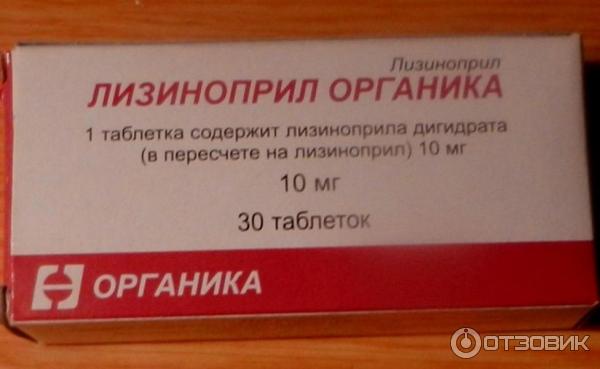 Лизиноприл
ЛИЗИНОПРИЛ ОРГАНИКА
1 таблетка содержит лизиноприла дигидрата
(в пересчете на лизиноприл) 10 мг
10 мг
30 таблеток
ОРГАНИКА
ОТЗОВИК